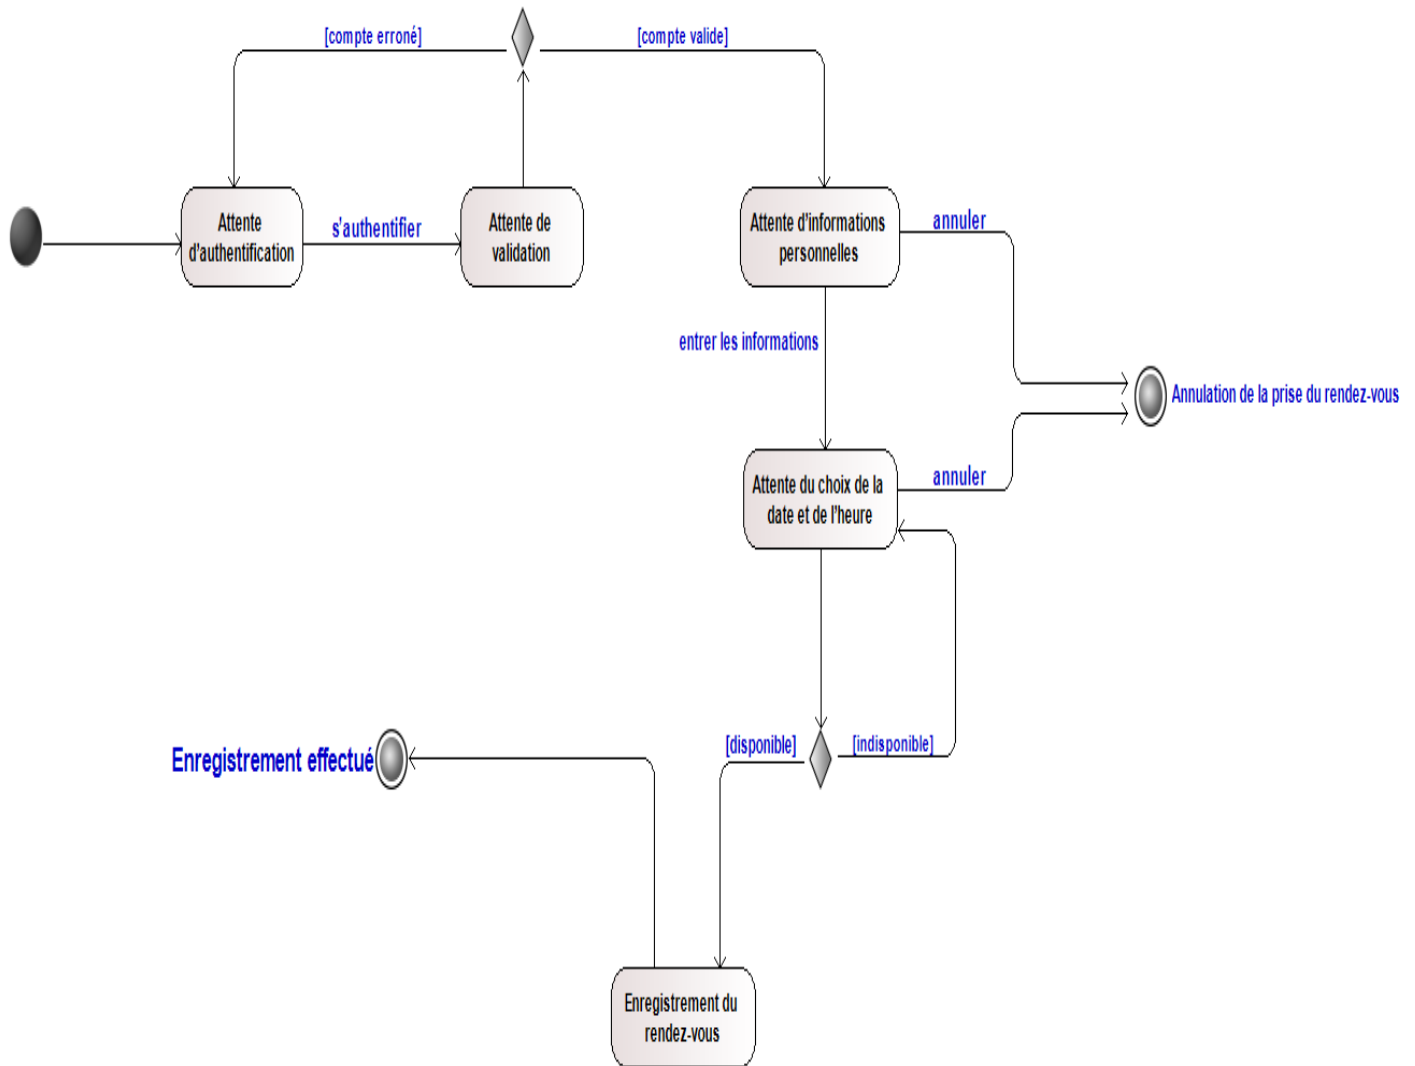 [compte erroné]
[compte valide]
Attente
d'authentification
s'authentifier
Attente de
validation
Attente d'informations
personnelles
annuler
entrer les informations
Annulation de la prise du rendez-vous
Attente du choix de la
date et de l'heure
annuler
[disponible]
[indisponible]
Enregistrement effectué
Enregistrement du
rendez-vous